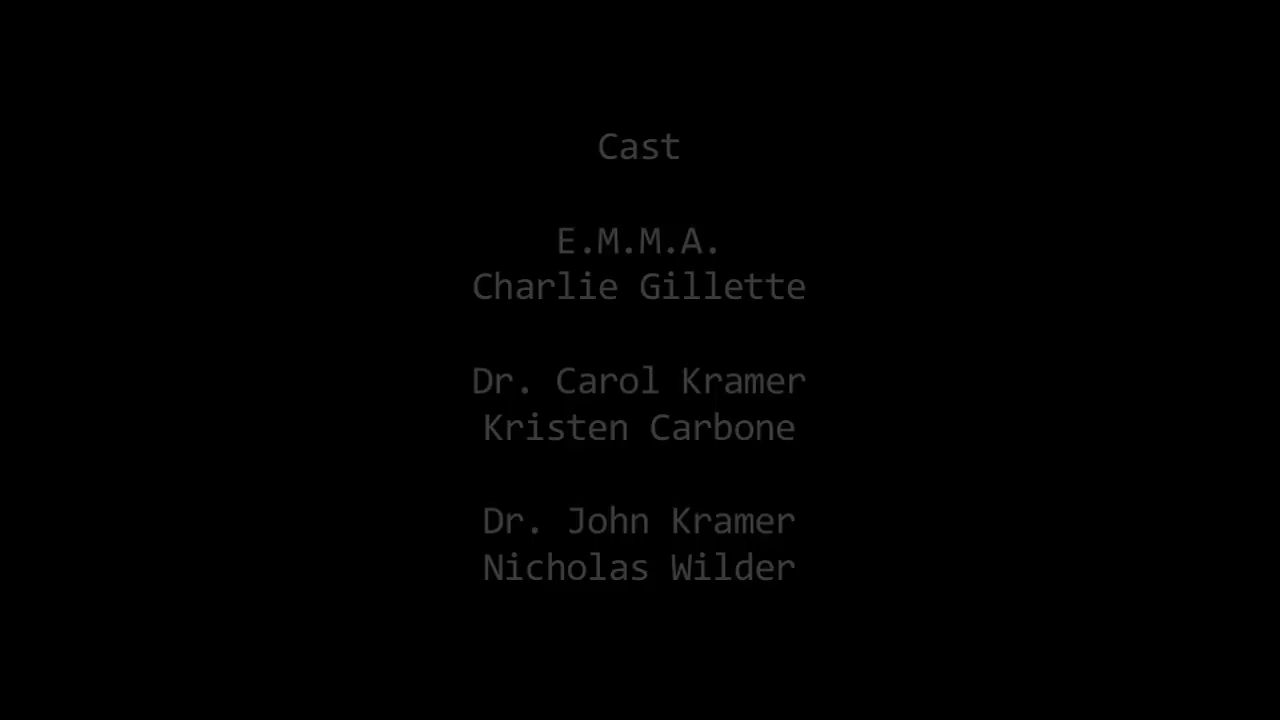 Cast
E.M.M.A.
Charlie Gillette
Dr. Carol Kramer
Kristen Carbone
Dr. John Kramer
Nicholas Wilder